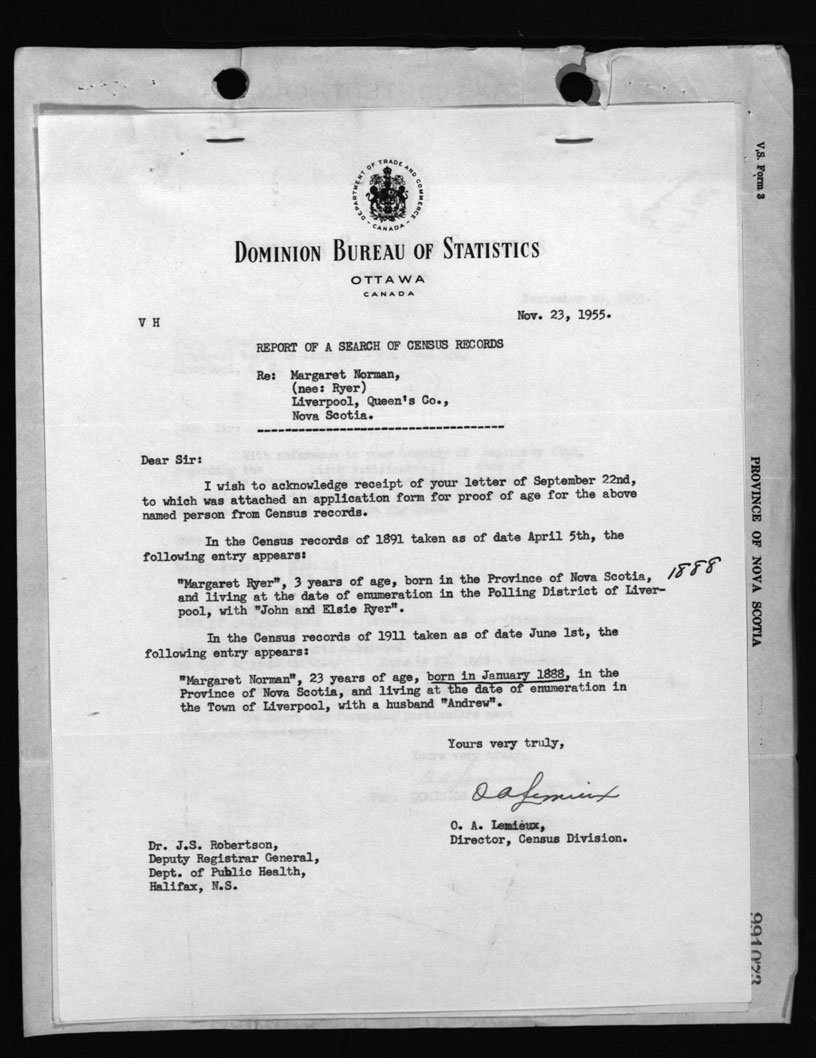 DEPARTMENT OF TRADE AND COMMERCE
CANADA
DOMINION BUREAU OF STATISTICS
OTTAWA
CANADA
V H
Nov. 23, 1955.
REPORT OF A SEARCH OF CENSUS RECORDS
Re: Margaret Norman,
(nee: Ryer)
Liverpool, Queen's Co.,
Nova Scotia.
Dear Sir:
I wish to acknowledge receipt of your letter of September 22nd,
to which was attached an application form for proof of age for the above
named person from Census records.
In the Census records of 1891 taken as of date April 5th, the
following entry appears:
"Margaret Ryer", 3 years of age, born in the Province of Nova Scotia,
and living at the date of enumeration in the Polling District of Liver-
pool, with "John and Elsie Ryer".
1888
In the Census records of 1911 taken as of date June 1st, the
following entry appears:
"Margaret Norman", 23 years of age, born in January 1888, in the
Province of Nova Scotia, and living at the date of enumeration in
the Town of Liverpool, with a husband "Andrew".
Yours very truly,
O A Lemieux
O. A. Lemieux,
Director, Census Division.
Dr. J.S. Robertson,
Deputy Registrar General,
Dept. of Public Health,
Halifax, N.S.
V.S. Form 3
PROVINCE OF NOVA SCOTIA